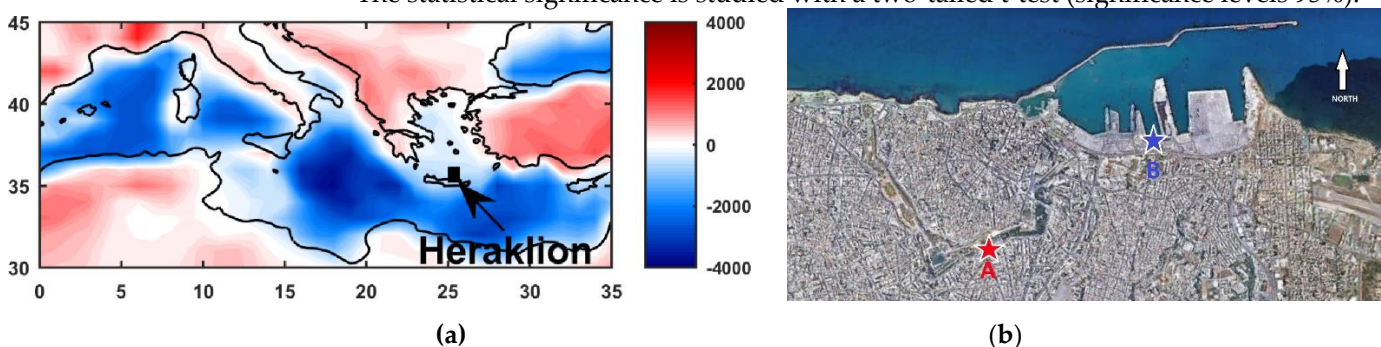 The statistical significance is studied with a two-tailed t-test (significance levels 95%).
45
40
35
30
0 5 10 15 20 25 30 35
4000
2000
0
-2000
-4000
Heraklion
NORTH
B
A
(a) (b)